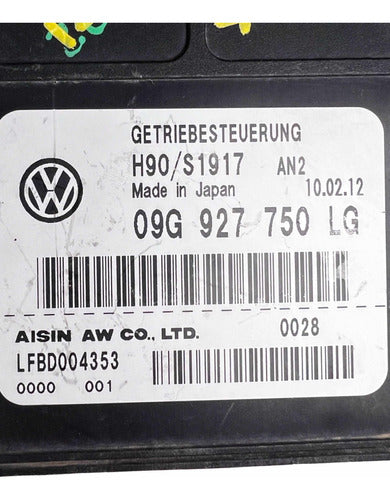 GETRIEBESTEUERUNG
H90/S1917 AN2
Made in Japan 10.02.12
09G 927 750 LG
AISIN AW CO., LTD. 0028
LFBD004353
0000 001